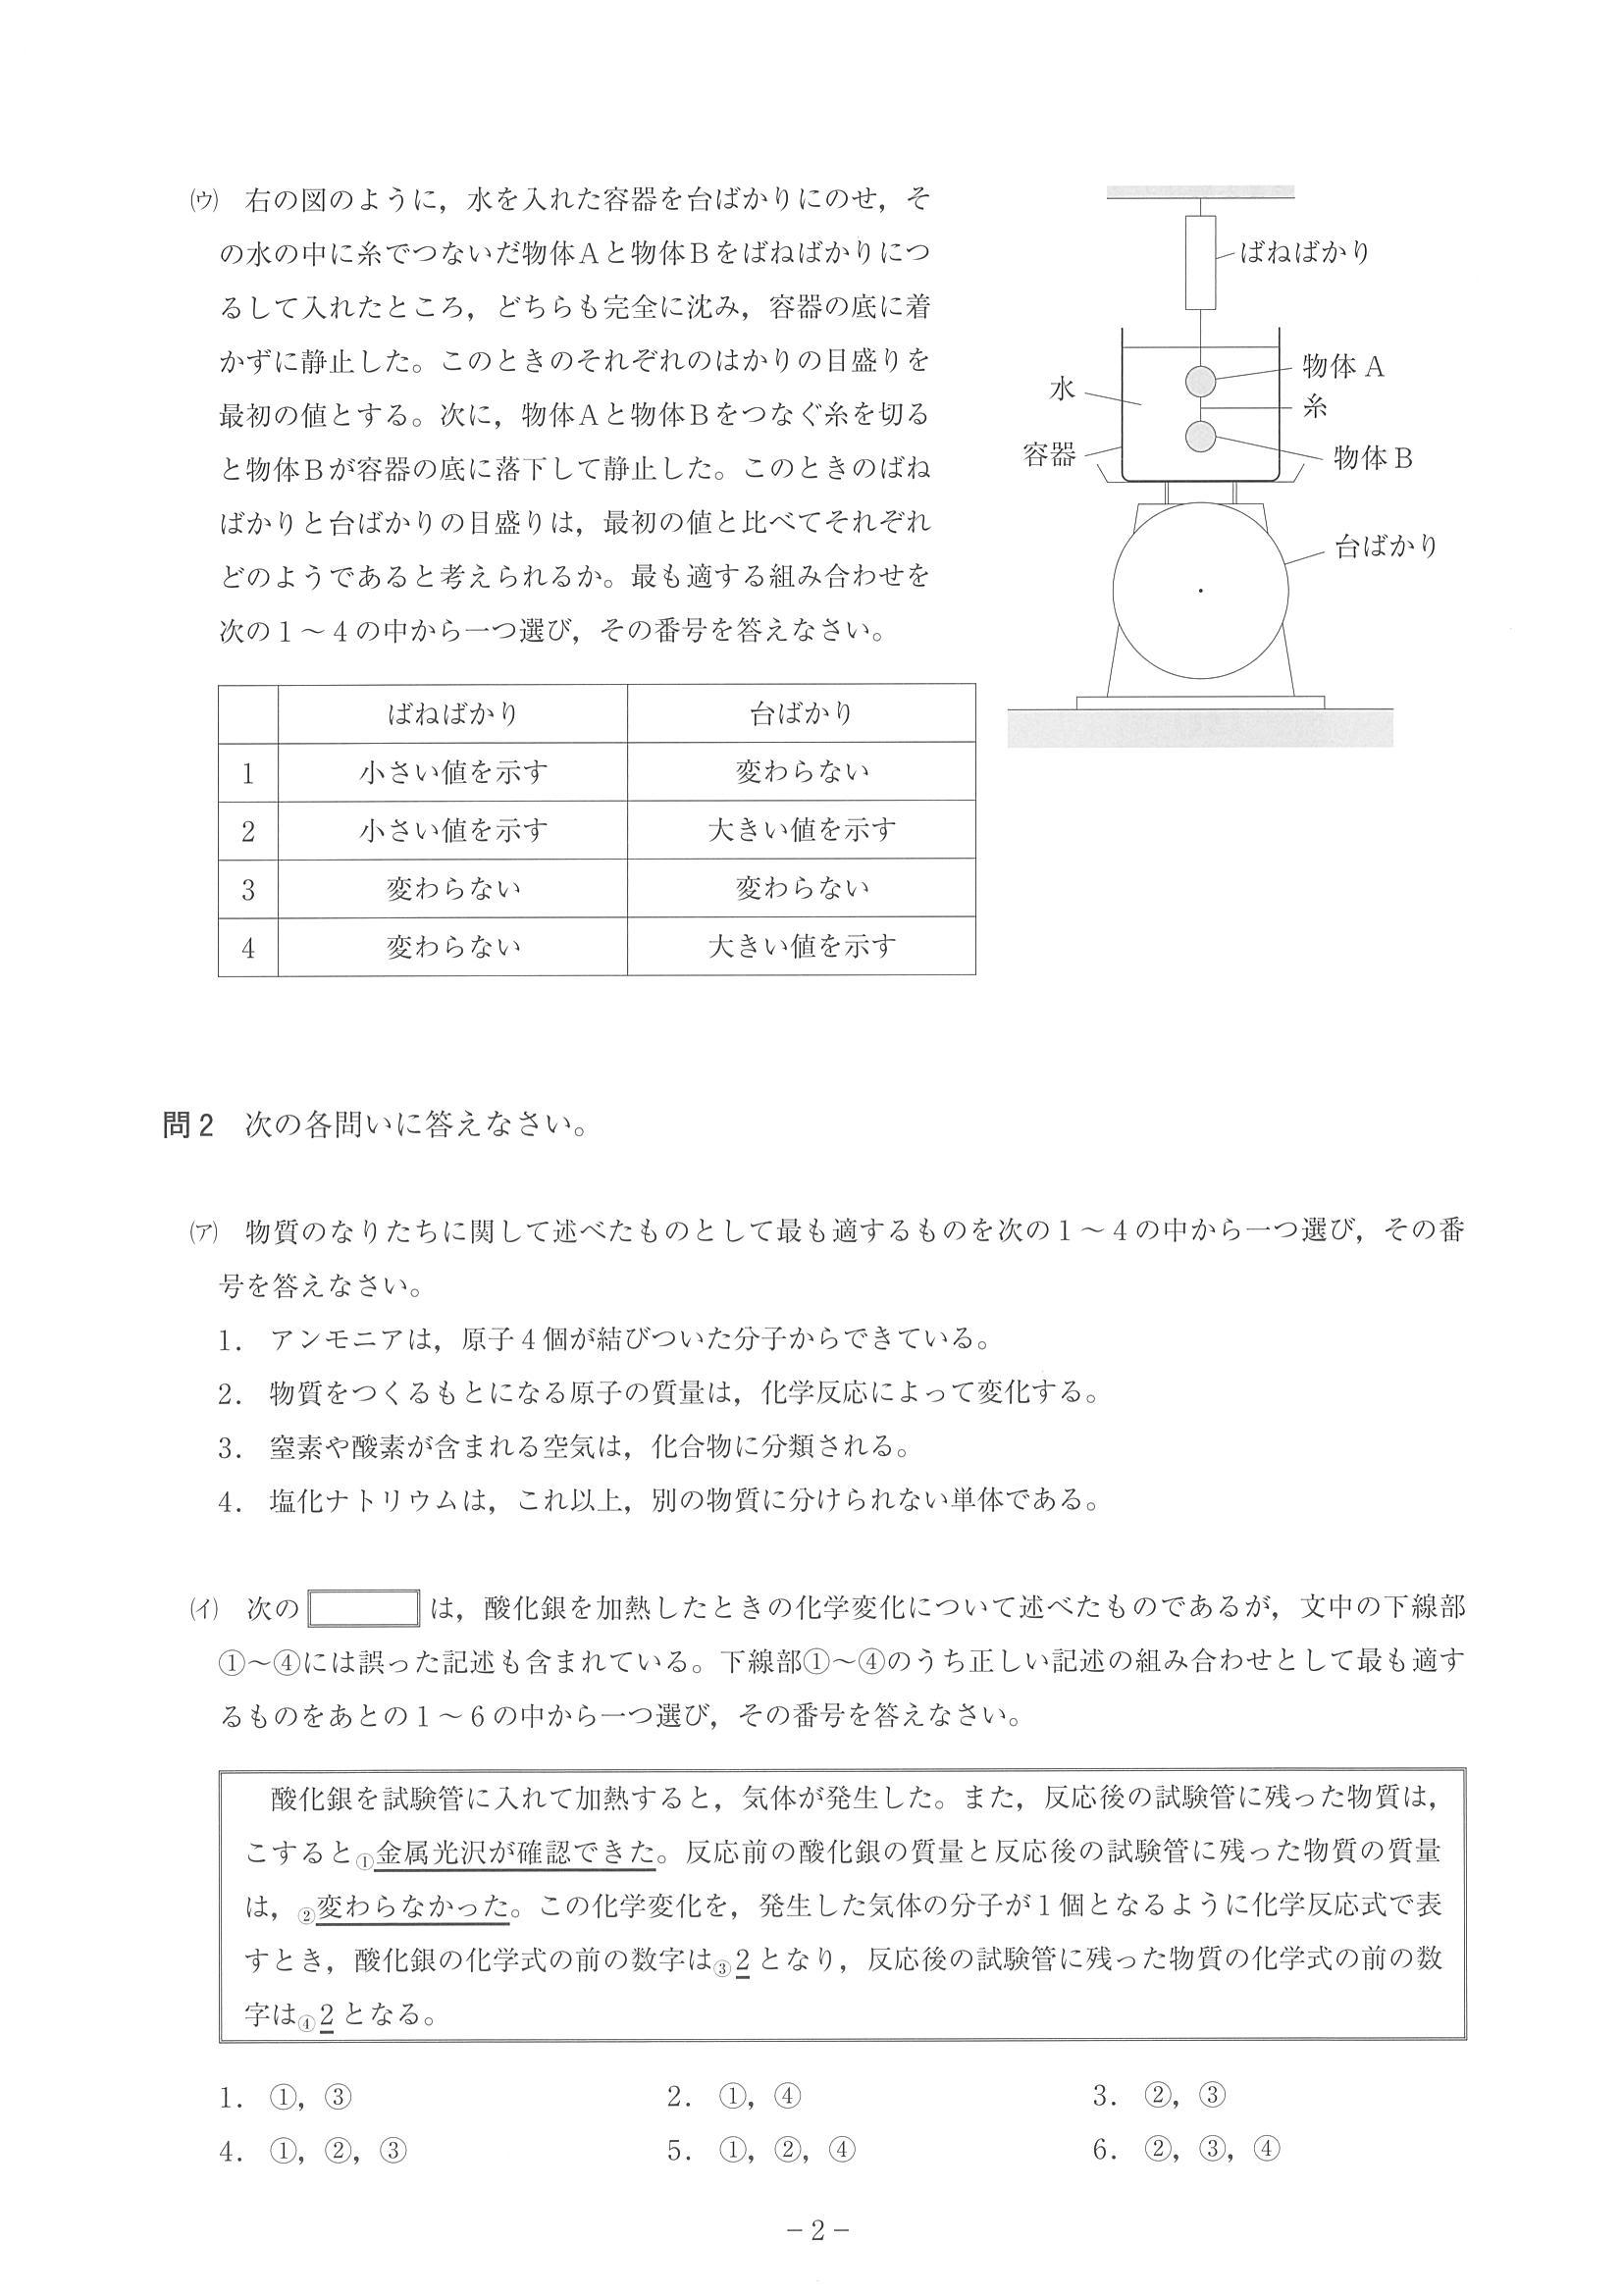 (ウ) 右の図のように，水を入れた容器を台ばかりにのせ，そ
の水の中に糸でつないだ物体Ａと物体Ｂをばねばかりにつ
るして入れたところ，どちらも完全に沈み，容器の底に着
かずに静止した。このときのそれぞれのはかりの目盛りを
最初の値とする。次に，物体Ａと物体Ｂをつなぐ糸を切る
と物体Ｂが容器の底に落下して静止した。このときのばね
ばかりと台ばかりの目盛りは，最初の値と比べてそれぞれ
どのようであると考えられるか。最も適する組み合わせを
次の１～４の中から一つ選び，その番号を答えなさい。
ばねばかり
物体 A
水
糸
容器
物体Ｂ
台ばかり
ばねばかり 台ばかり
1 小さい値を示す 変わらない
2 小さい値を示す 大きい値を示す
3 変わらない 変わらない
4 変わらない 大きい値を示す
問２ 次の各問いに答えなさい。
(ア) 物質のなりたちに関して述べたものとして最も適するものを次の１～４の中から一つ選び，その番
号を答えなさい。
1． アンモニアは，原子４個が結びついた分子からできている。
2． 物質をつくるもとになる原子の質量は，化学反応によって変化する。
3． 窒素や酸素が含まれる空気は，化合物に分類される。
4． 塩化ナトリウムは，これ以上，別の物質に分けられない単体である。
(イ) 次の は，酸化銀を加熱したときの化学変化について述べたものであるが，文中の下線部
①～④には誤った記述も含まれている。下線部①～④のうち正しい記述の組み合わせとして最も適す
るものをあとの１～６の中から一つ選び，その番号を答えなさい。
酸化銀を試験管に入れて加熱すると，気体が発生した。また，反応後の試験管に残った物質は，
こすると①金属光沢が確認できた。反応前の酸化銀の質量と反応後の試験管に残った物質の質量
は，②変わらなかった。この化学変化を，発生した気体の分子が１個となるように化学反応式で表
すとき，酸化銀の化学式の前の数字は③2となり，反応後の試験管に残った物質の化学式の前の数
字は④2となる。
1． ①，③ 2． ①，④ 3． ②，③
4． ①，②，③ 5． ①，②，④ 6． ②，③，④
－2－